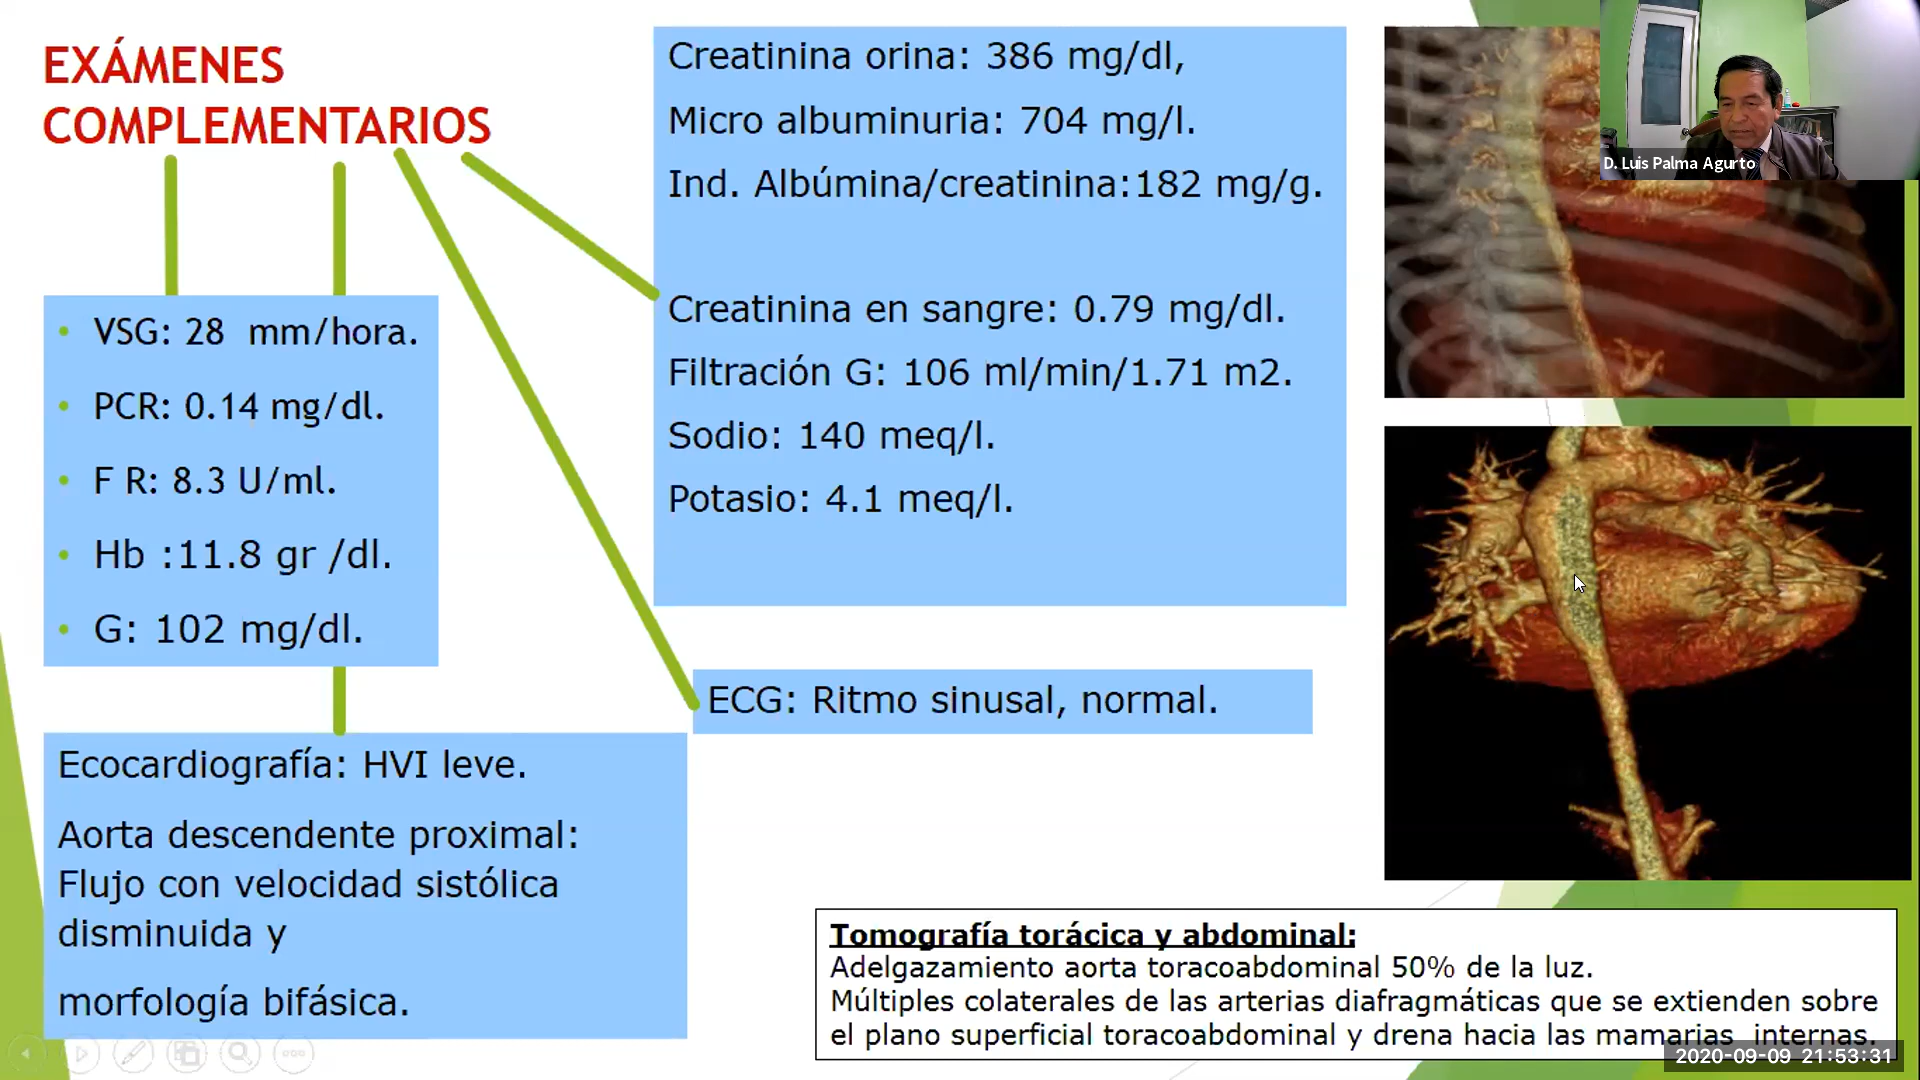 EXÁMENES
COMPLEMENTARIOS
VSG: 28 mm/hora.
PCR: 0.14 mg/dl.
F R: 8.3 U/ml.
Hb :11.8 gr /dl.
G: 102 mg/dl.
Ecocardiografía: HVI leve.
Aorta descendente proximal:
Flujo con velocidad sistólica
disminuida y
morfología bifásica.
Creatinina orina: 386 mg/dl,
Micro albuminuria: 704 mg/l.
Ind. Albúmina/creatinina:182 mg/g.
Creatinina en sangre: 0.79 mg/dl.
Filtración G: 106 ml/min/1.71 m2.
Sodio: 140 meq/l.
Potasio: 4.1 meq/l.
ECG: Ritmo sinusal, normal.
D. Luis Palma Agurto
Tomografía torácica y abdominal:
Adelgazamiento aorta toracoabdominal 50% de la luz.
Múltiples colaterales de las arterias diafragmáticas que se extienden sobre
el plano superficial toracoabdominal y drena hacia las mamarias internas.
2020-09-09 21:53:31